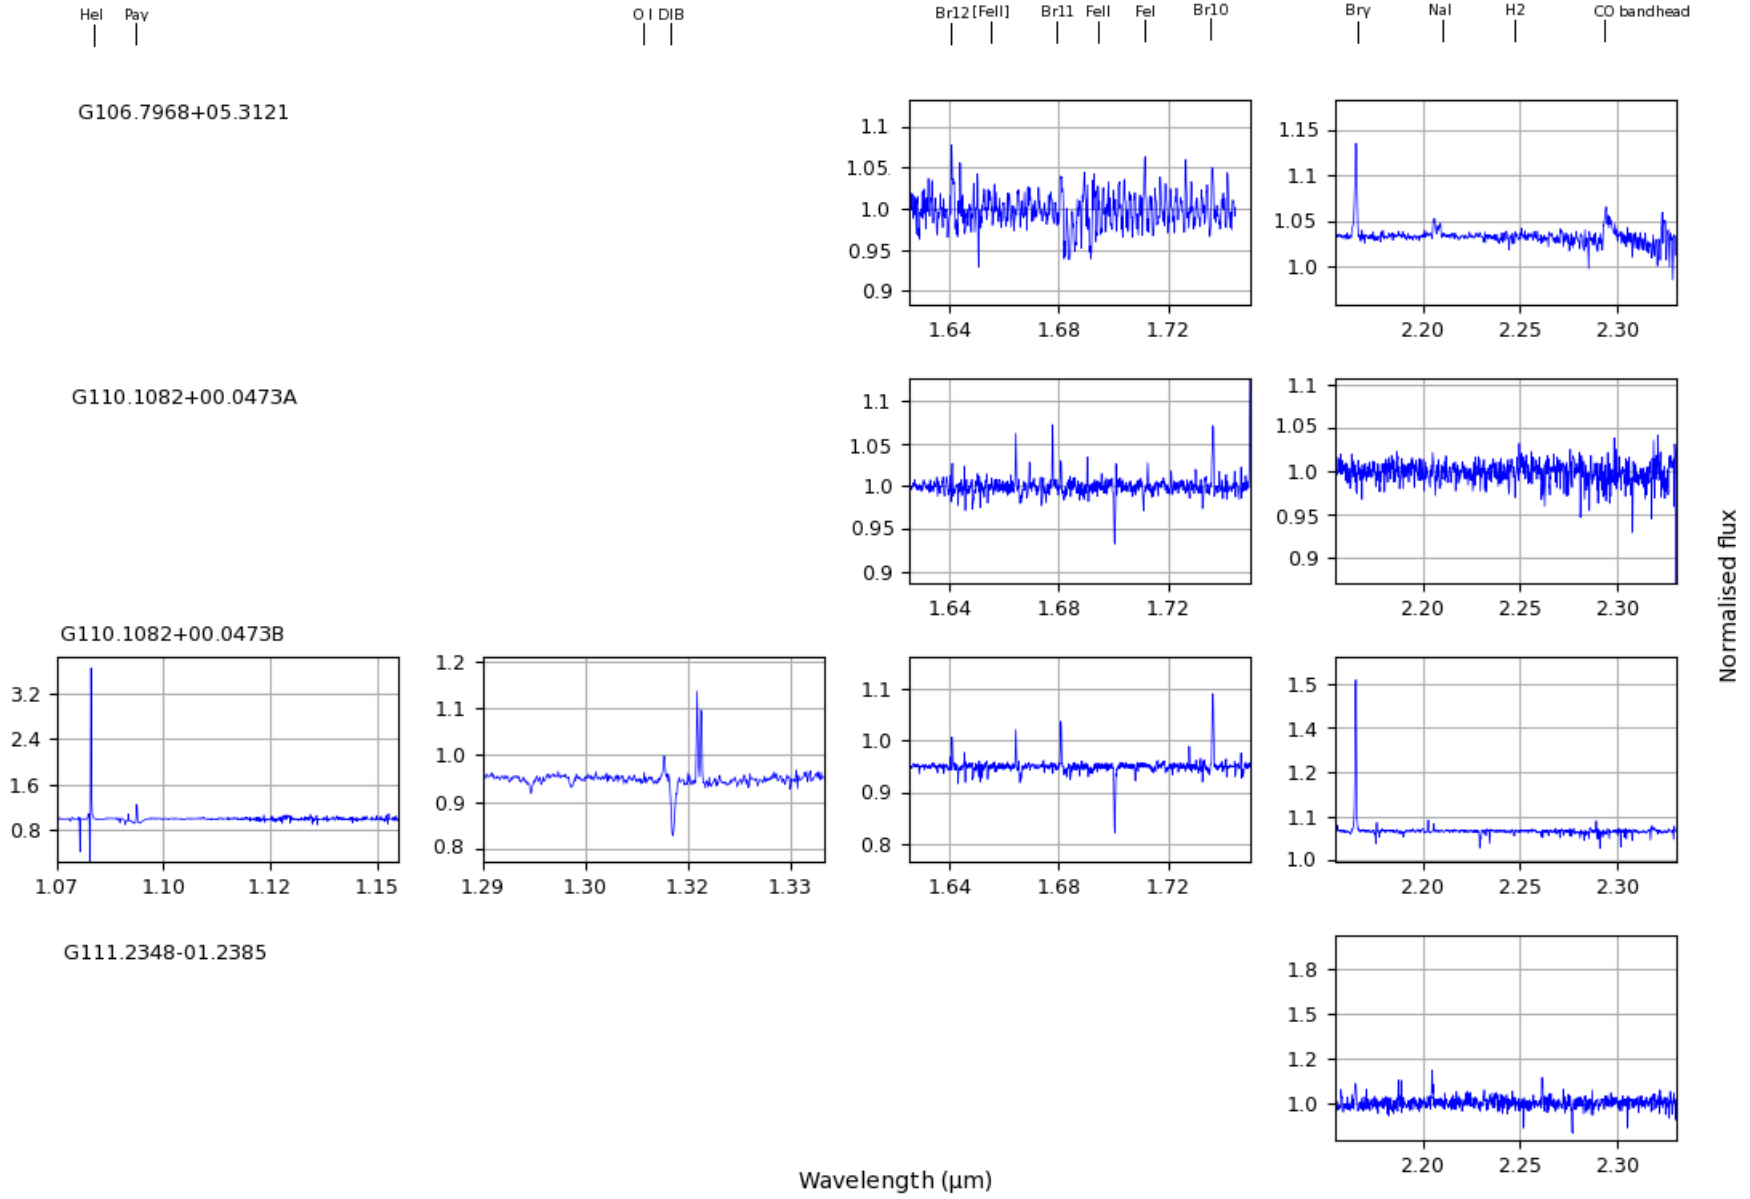 HeI Paγ O I DIB Br12 [FeII] Br11 FeII FeI Br10 Brγ NaI H2 CO bandhead
G106.7968+05.3121
1.1
1.05
1.0
0.95
0.9
1.64 1.68 1.72
1.15
1.1
1.05
1.0
2.20 2.25 2.30
G110.1082+00.0473A
1.1
1.05
1.0
0.95
0.9
1.64 1.68 1.72
1.1
1.05
1.0
0.95
0.9
2.20 2.25 2.30
G110.1082+00.0473B
3.2
2.4
1.6
0.8
1.07 1.10 1.12 1.15
1.2
1.1
1.0
0.9
0.8
1.29 1.30 1.32 1.33
1.1
1.0
0.9
0.8
1.64 1.68 1.72
1.5
1.4
1.2
1.1
1.0
2.20 2.25 2.30
G111.2348-01.2385
1.8
1.5
1.2
1.0
2.20 2.25 2.30
Normalised flux
Wavelength (μm)